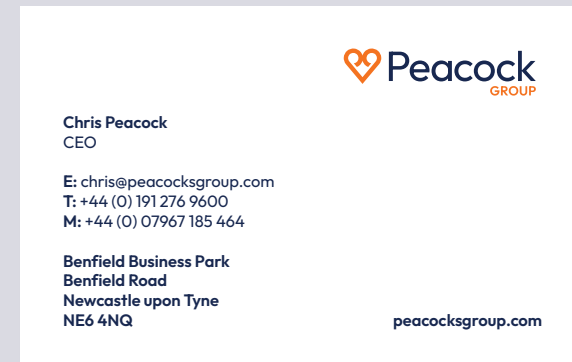 Peacock
GROUP
Chris Peacock
CEO
E: chris@peacocksgroup.com
T: +44 (0) 191 276 9600
M: +44 (0) 07967 185 464
Benfield Business Park
Benfield Road
Newcastle upon Tyne
NE6 4NQ
peacocksgroup.com